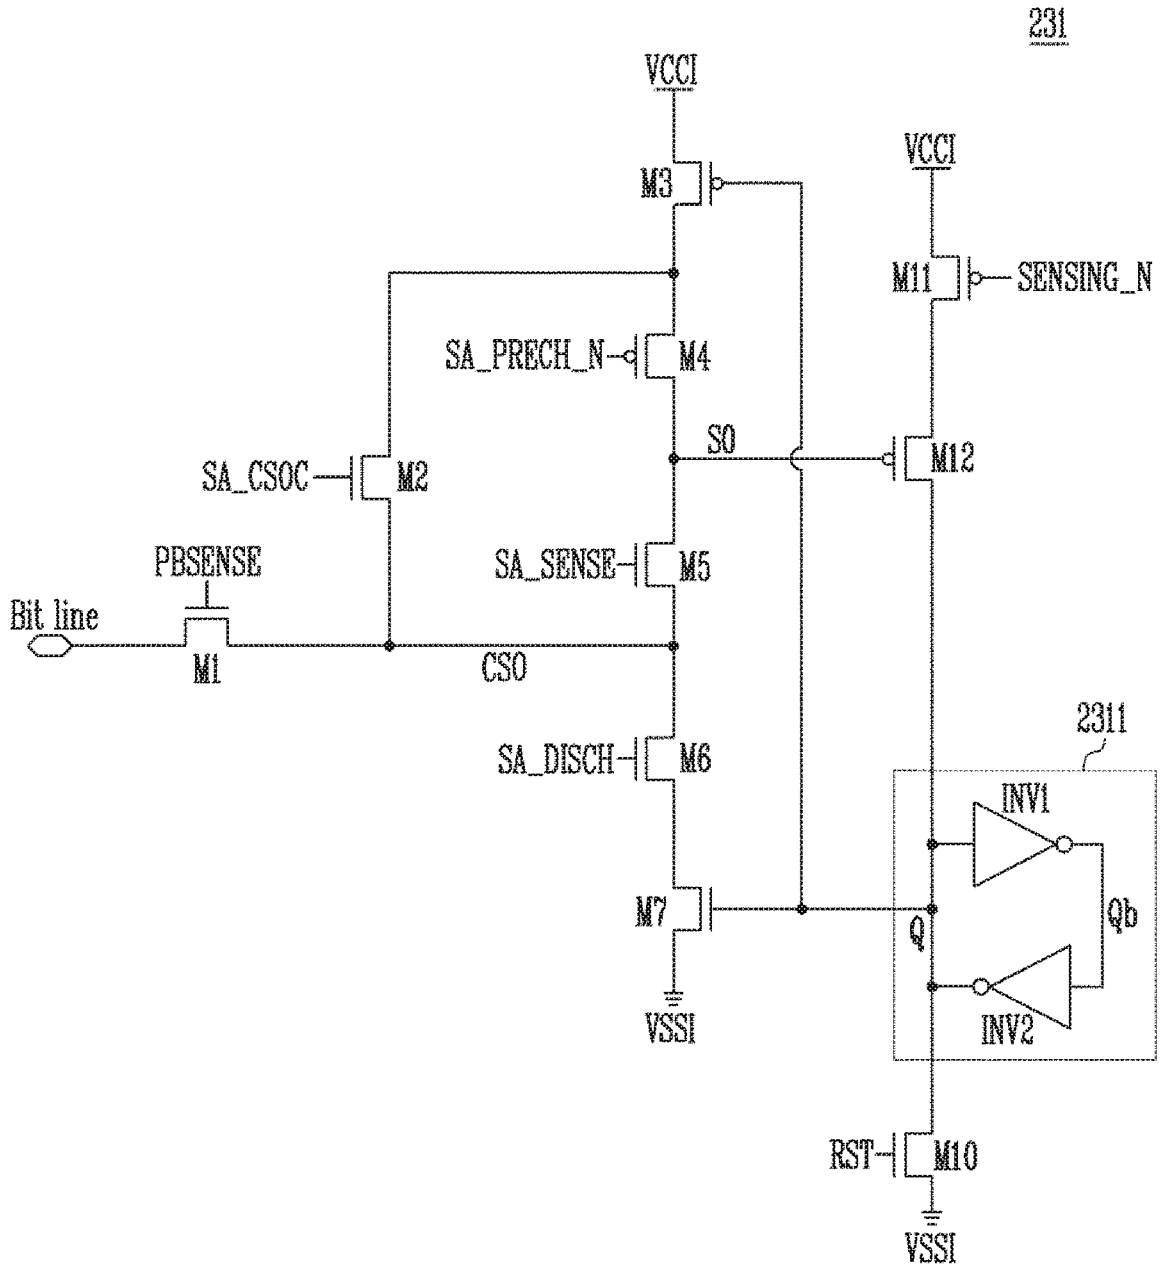 231
VCCI
VCCI
M3
M11
SENSING_N
SA_PRECH_N
M4
SO
M12
SA_CSOC
M2
PBSENSE
SA_SENSE
M5
Bit line
M1
CSO
2311
SA_DISCH
M6
INV1
M7
Q
Qb
VSSI
INV2
RST
M10
VSSI